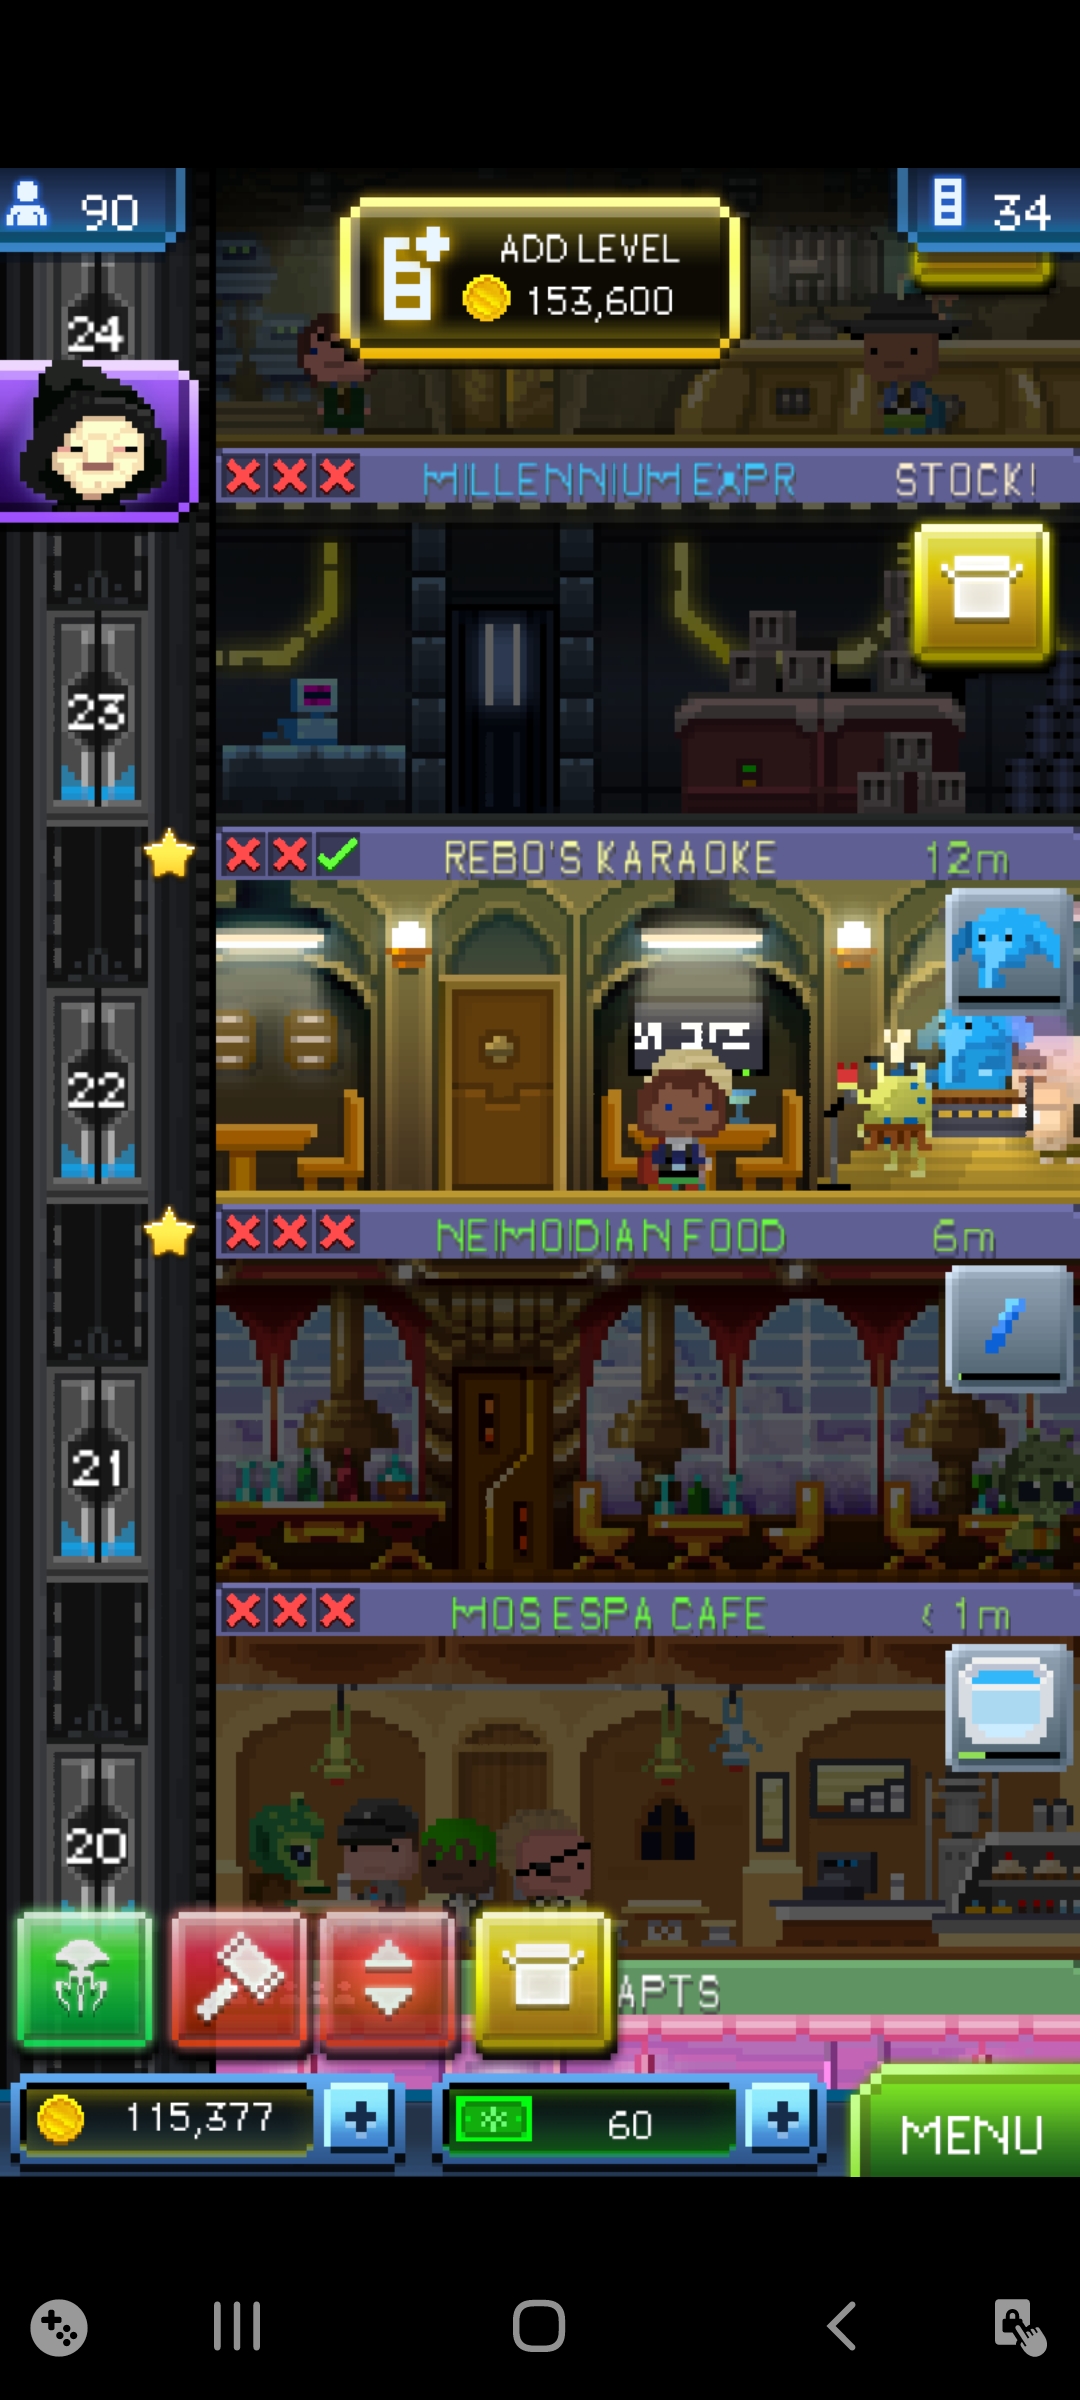 90
34
ADD LEVEL
153,600
24
MILLENNIUM EXPR
STOCK!
23
REBO'S KARAOKE
12m
22
NEIMOIDIAN FOOD
6m
21
MOS ESPA CAFE
< 1m
20
APTS
115,377
60
MENU